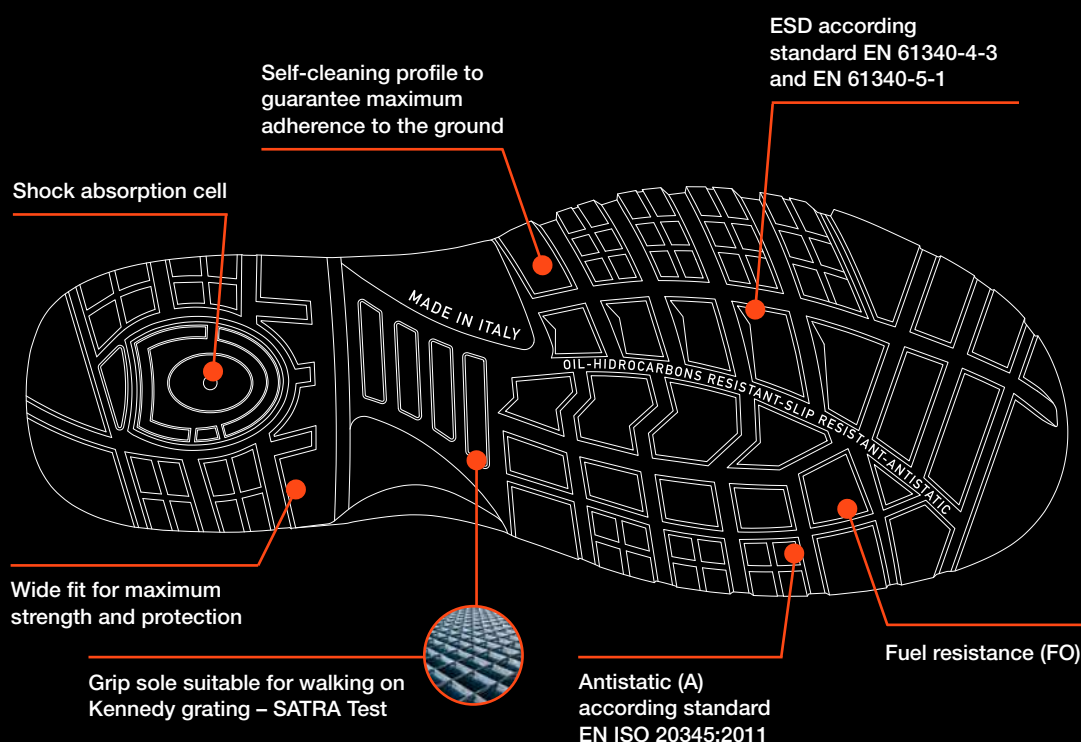 ESD according
standard EN 61340-4-3
and EN 61340-5-1
Self-cleaning profile to
guarantee maximum
adherence to the ground
Shock absorption cell
MADE IN ITALY
OIL-HIDROCARBONS RESISTANT-SLIP RESISTANT-ANTISTATIC
Wide fit for maximum
strength and protection
Grip sole suitable for walking on
Kennedy grating – SATRA Test
Antistatic (A)
according standard
EN ISO 20345:2011
Fuel resistance (FO)